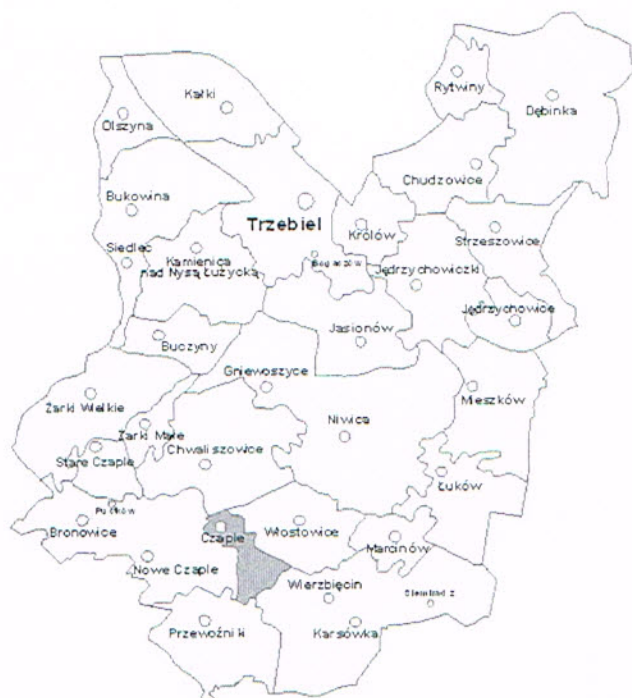 Rytwiny
Kałki
Dębinka
Olszyna
Chudzowice
Bukowina
Trzebiel
Królów
Strzeszowice
Siedlec
Kamienica
nad Nysą Łużycką
Jędrzychowiczki
Jędrzychowice
Buczyny
Jasionów
Gniewoszyce
Mieszków
Żarki Wielkie
Żarki Małe
Niwica
Stare Czaple
Chwaliszowice
Łuków
Bronowice
Czaple
Włostowice
Marcinów
Nowe Czaple
Wierzbięcin
Przewoźniki
Karsówka